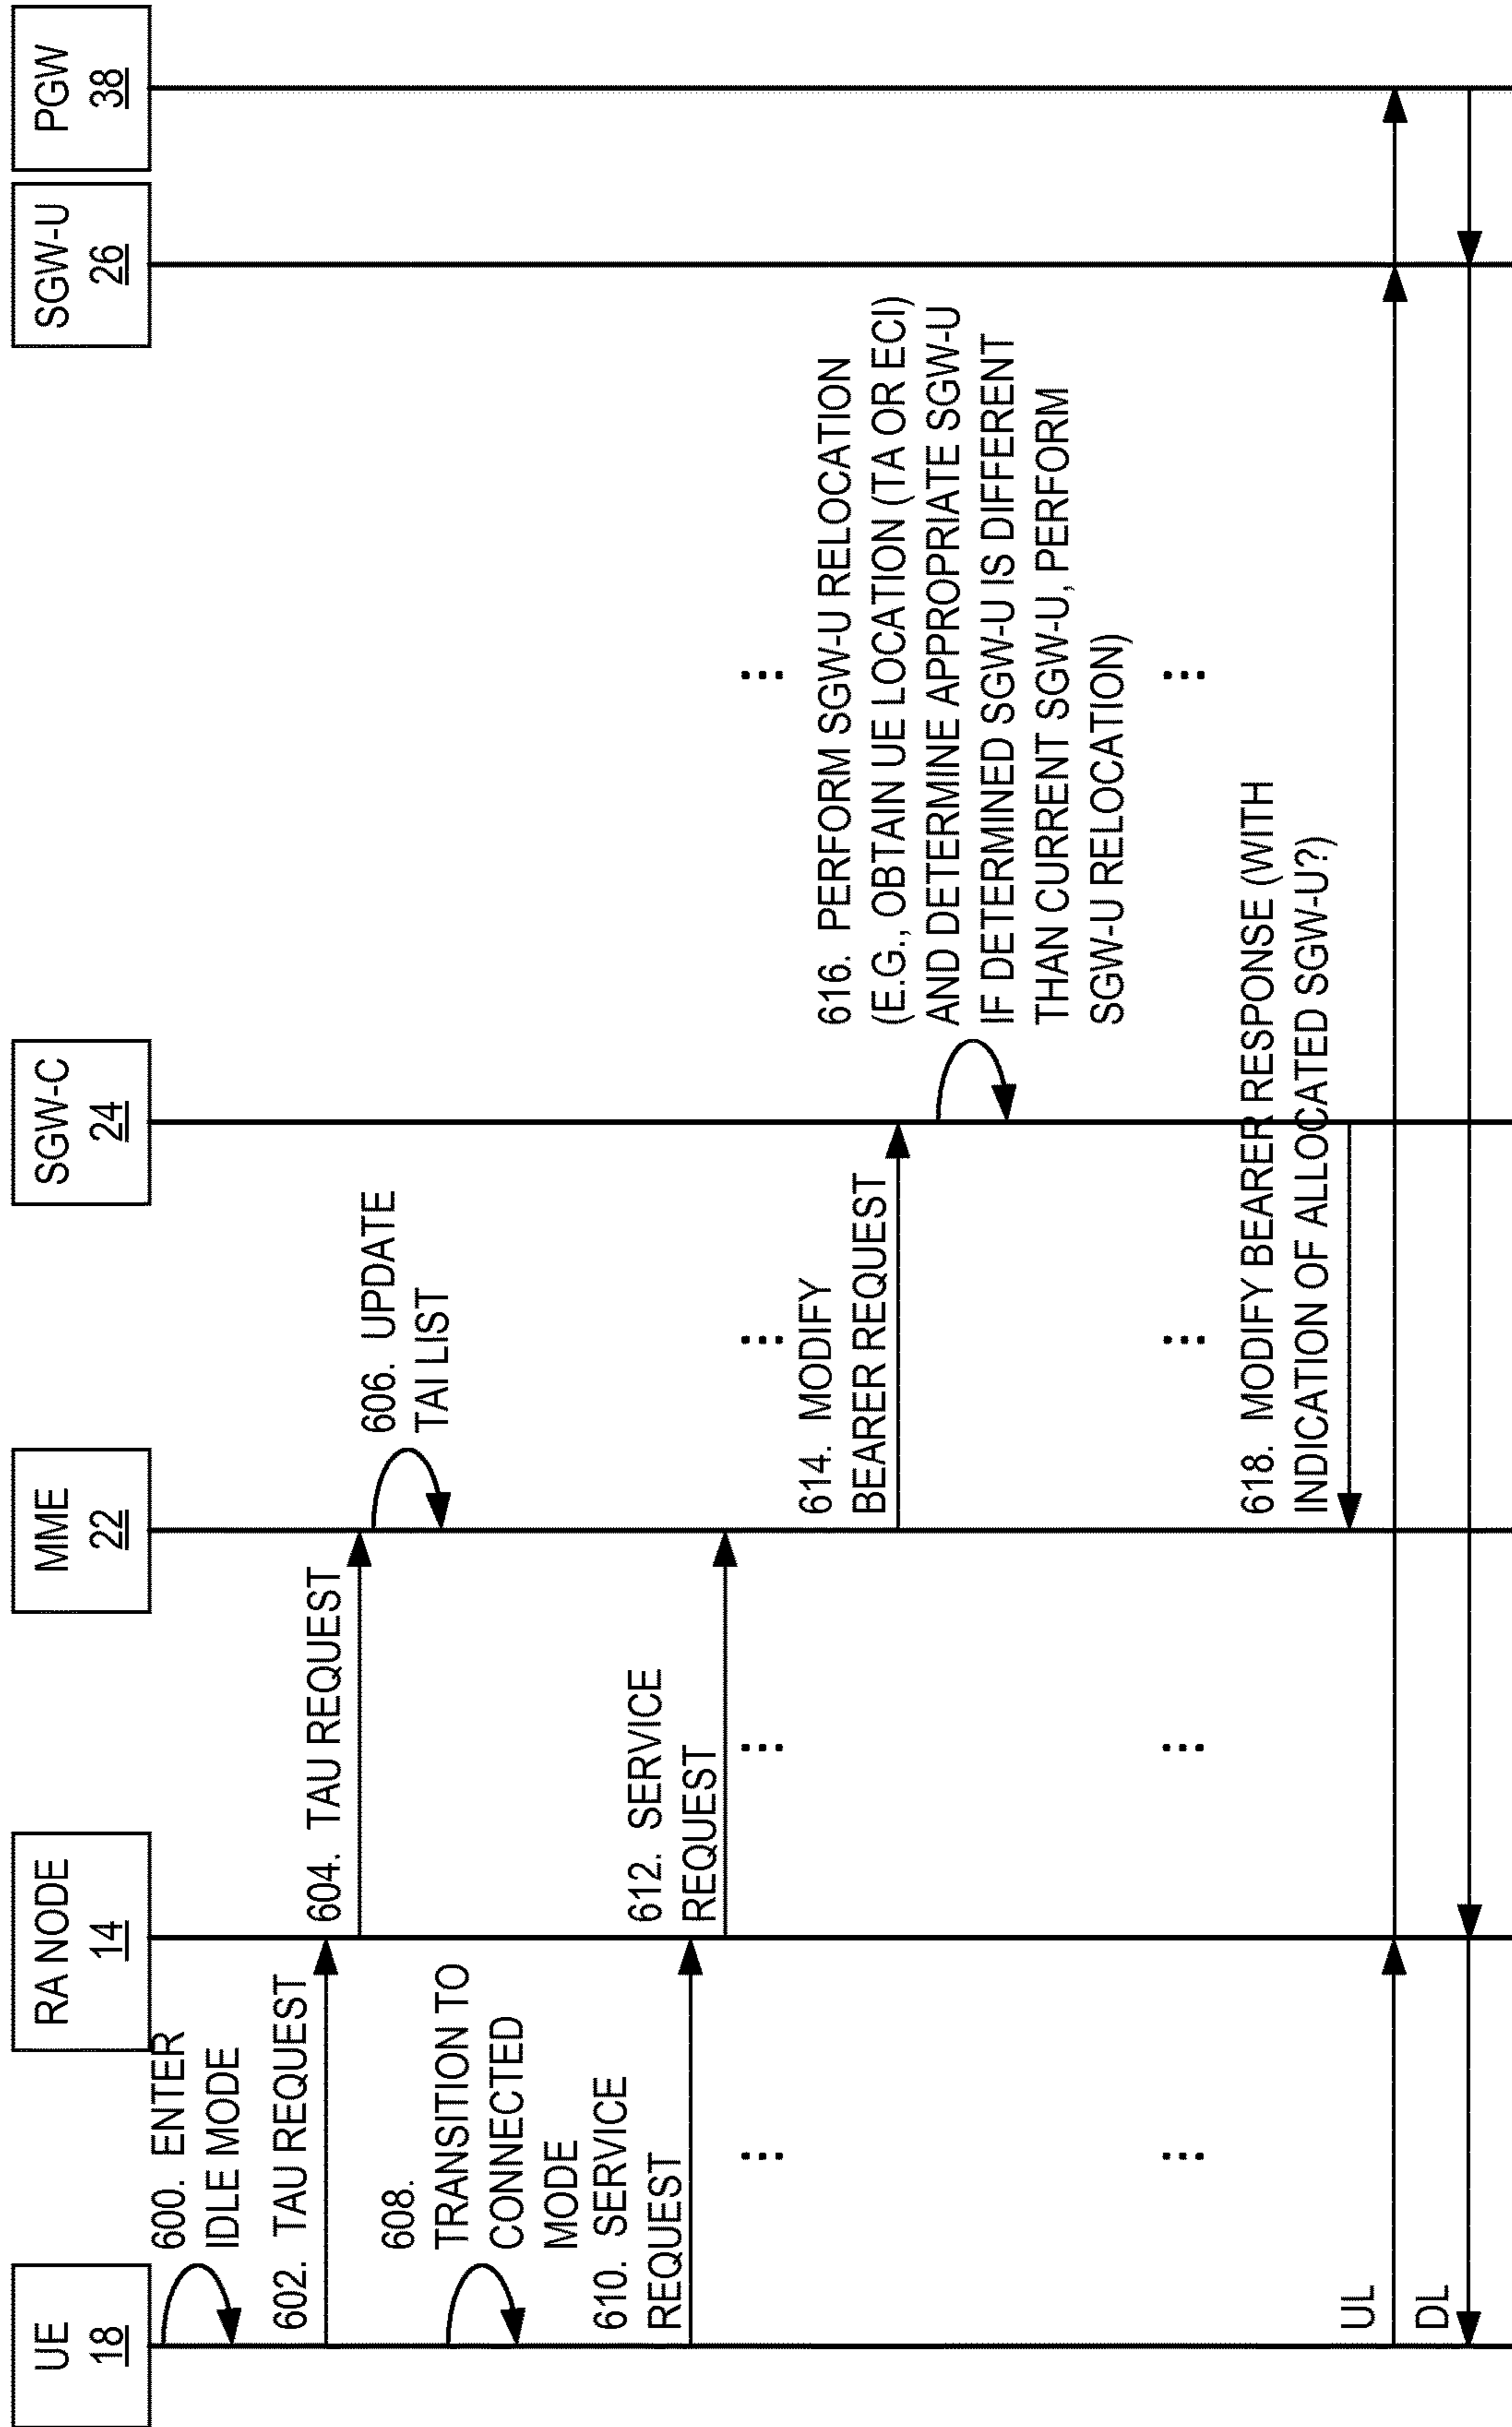 UE
18
RA NODE
14
MME
22
SGW-C
24
SGW-U
26
PGW
38
600. ENTER
IDLE MODE
602. TAU REQUEST
604. TAU REQUEST
606. UPDATE
TAI LIST
608.
TRANSITION TO
CONNECTED
MODE
610. SERVICE
REQUEST
612. SERVICE
REQUEST
...
...
...
...
614. MODIFY
BEARER REQUEST
616. PERFORM SGW-U RELOCATION
(E.G., OBTAIN UE LOCATION (TA OR ECI)
AND DETERMINE APPROPRIATE SGW-U
IF DETERMINED SGW-U IS DIFFERENT
THAN CURRENT SGW-U, PERFORM
SGW-U RELOCATION)
...
...
...
...
618. MODIFY BEARER RESPONSE (WITH
INDICATION OF ALLOCATED SGW-U?)
UL
DL